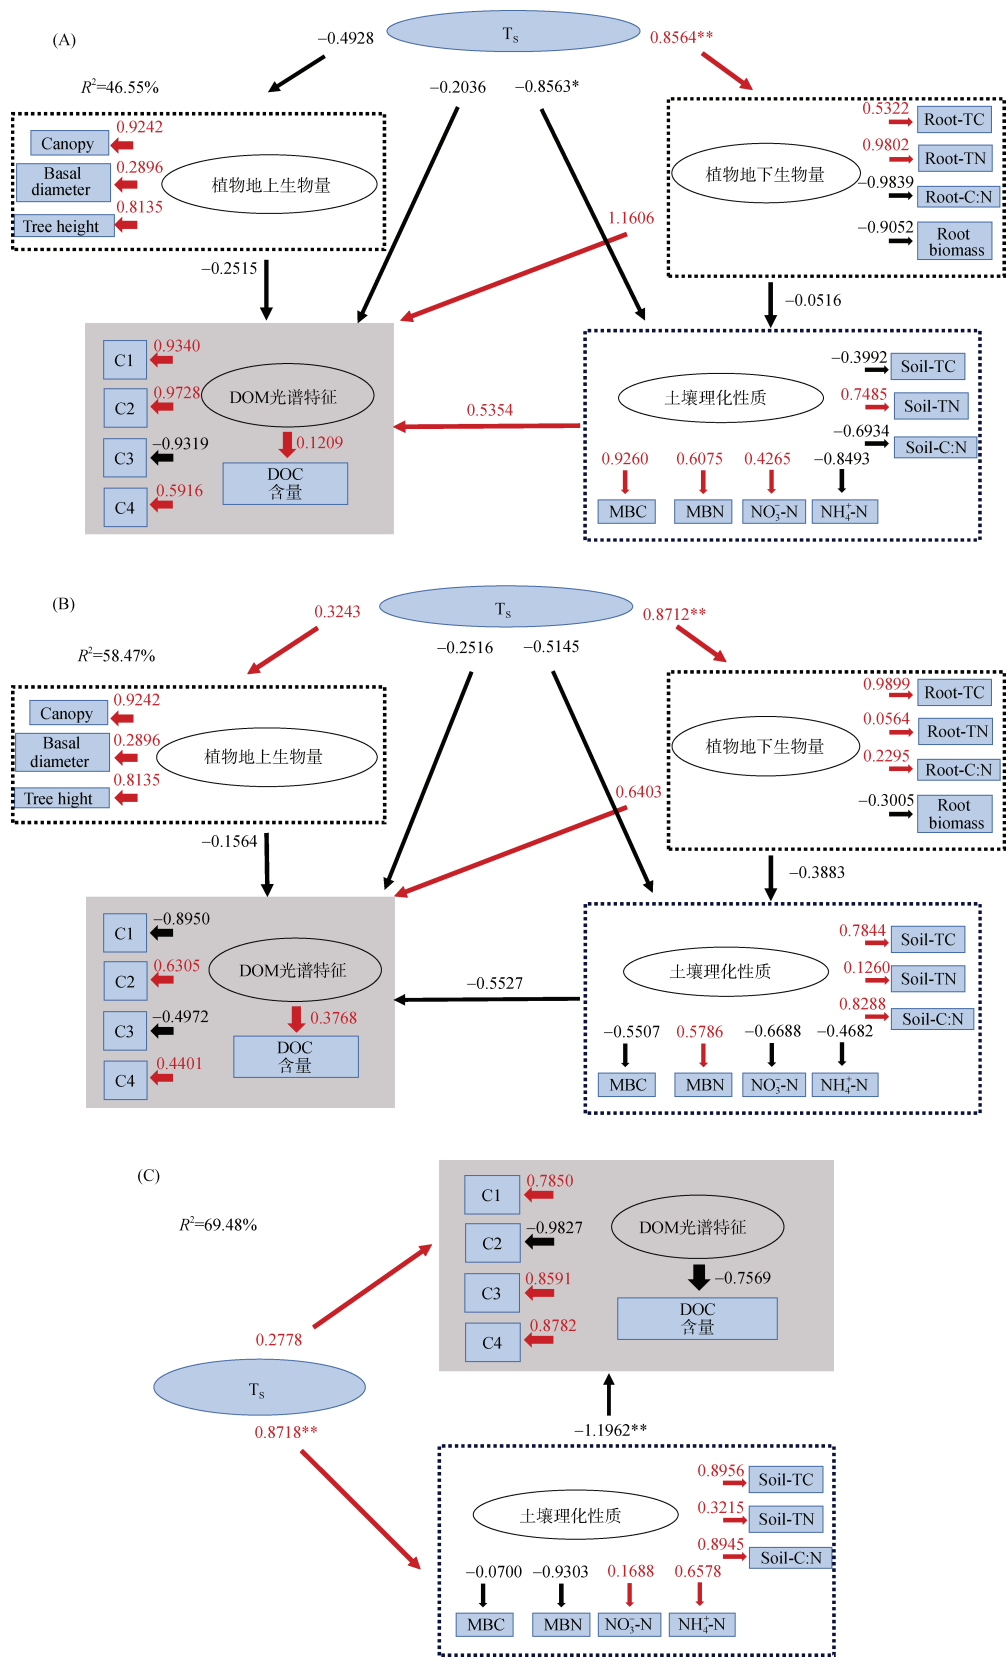 (A)
T_S
−0.4928
0.8564**
R²=46.55%
−0.2036
−0.8563*
0.9242
Canopy
0.2896
Basal
diameter
0.8135
Tree height
植物地上生物量
0.5322
Root-TC
0.9802
Root-TN
−0.9839
Root-C:N
−0.9052
Root
biomass
植物地下生物量
1.1606
−0.2515
−0.0516
0.9340
C1
0.9728
C2
−0.9319
C3
0.5916
C4
DOM光谱特征
0.1209
DOC
含量
0.5354
土壤理化性质
−0.3992
Soil-TC
0.7485
Soil-TN
−0.6934
Soil-C:N
0.9260
0.6075
0.4265
−0.8493
MBC
MBN
NO₃⁻-N
NH₄⁺-N
(B)
T_S
0.3243
0.8712**
R²=58.47%
−0.2516
−0.5145
0.9242
Canopy
0.2896
Basal
diameter
0.8135
Tree hight
植物地上生物量
0.9899
Root-TC
0.0564
Root-TN
0.2295
Root-C:N
−0.3005
Root
biomass
植物地下生物量
0.6403
−0.1564
−0.3883
−0.8950
C1
0.6305
C2
−0.4972
C3
0.4401
C4
DOM光谱特征
0.3768
DOC
含量
−0.5527
土壤理化性质
0.7844
Soil-TC
0.1260
Soil-TN
0.8288
Soil-C:N
−0.5507
0.5786
−0.6688
−0.4682
MBC
MBN
NO₃⁻-N
NH₄⁺-N
(C)
R²=69.48%
0.7850
C1
−0.9827
C2
0.8591
C3
0.8782
C4
DOM光谱特征
−0.7569
DOC
含量
0.2778
T_S
0.8718**
−1.1962**
土壤理化性质
0.8956
Soil-TC
0.3215
Soil-TN
0.8945
Soil-C:N
−0.0700
−0.9303
0.1688
0.6578
MBC
MBN
NO₃⁻-N
NH₄⁺-N